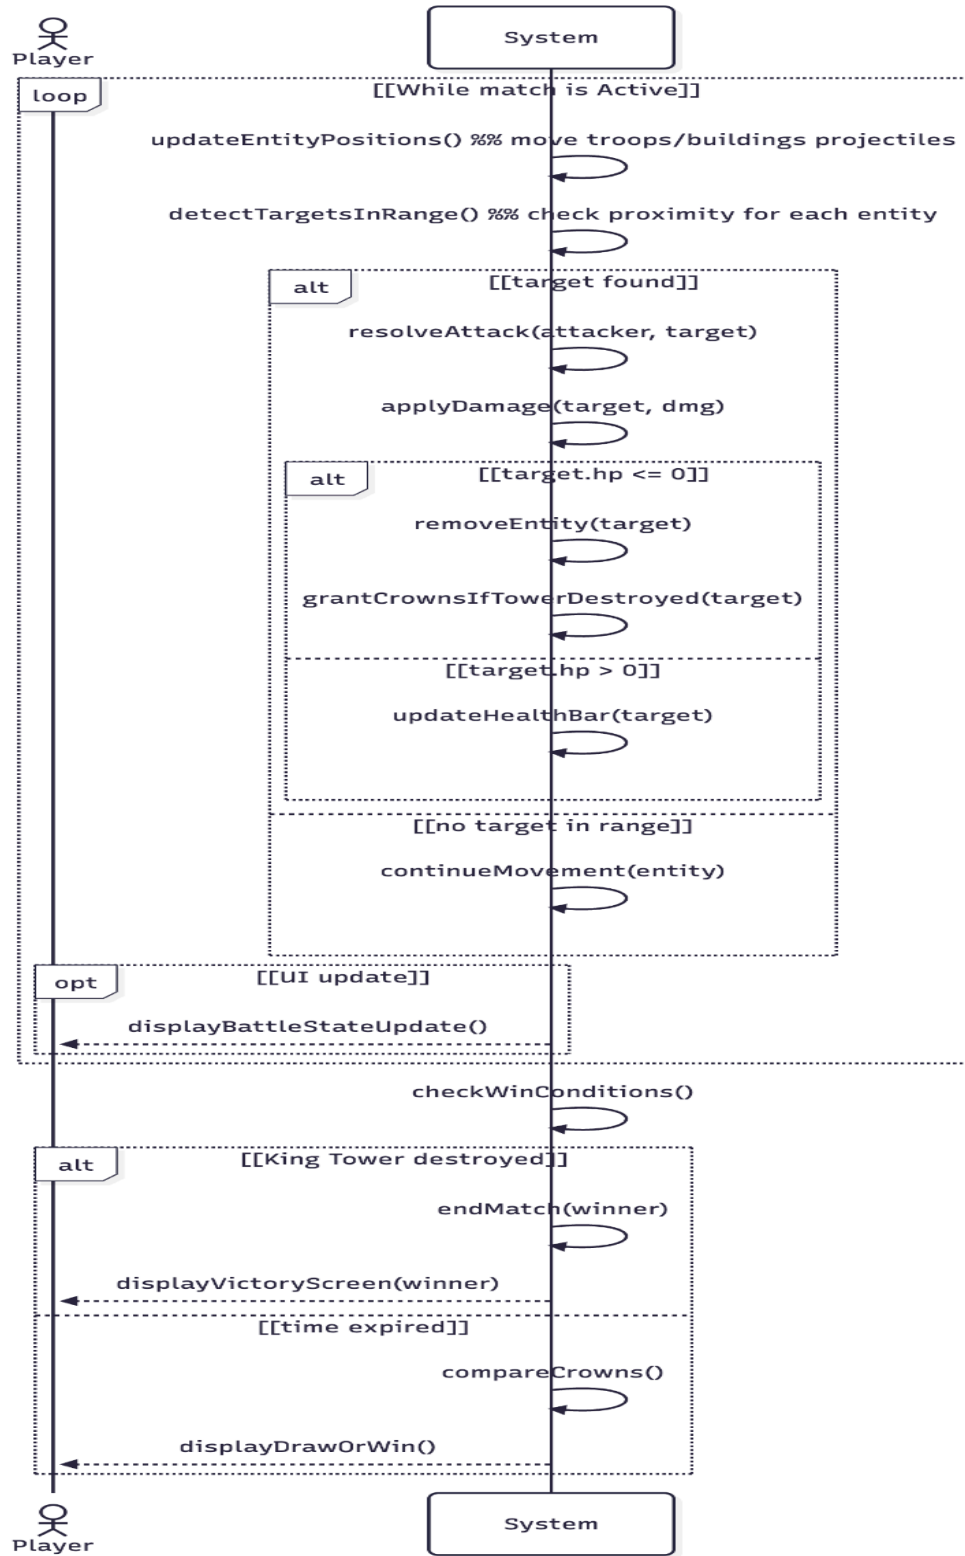 Player
System
loop
[[While match is Active]]
updateEntityPositions() %% move troops/buildings projectiles
detectTargetsInRange() %% check proximity for each entity
alt
[[target found]]
resolveAttack(attacker, target)
applyDamage(target, dmg)
alt
[[target.hp <= 0]]
removeEntity(target)
grantCrownsIfTowerDestroyed(target)
[[target.hp > 0]]
updateHealthBar(target)
[[no target in range]]
continueMovement(entity)
opt
[[UI update]]
displayBattleStateUpdate()
checkWinConditions()
alt
[[King Tower destroyed]]
endMatch(winner)
displayVictoryScreen(winner)
[[time expired]]
compareCrowns()
displayDrawOrWin()
Player
System